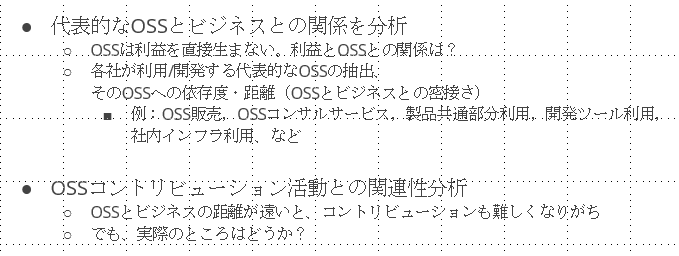 ● 代表的なOSSとビジネスとの関係を分析
○ OSSは利益を直接生まない。利益とOSSとの関係は？
○ 各社が利用/開発する代表的なOSSの抽出、
そのOSSへの依存度・距離（OSSとビジネスとの密接さ）
■ 例：OSS販売，OSSコンサルサービス，製品共通部分利用，開発ツール利用，
社内インフラ利用、など
● OSSコントリビューション活動との関連性分析
○ OSSとビジネスの距離が遠いと、コントリビューションも難しくなりがち
○ でも、実際のところはどうか？